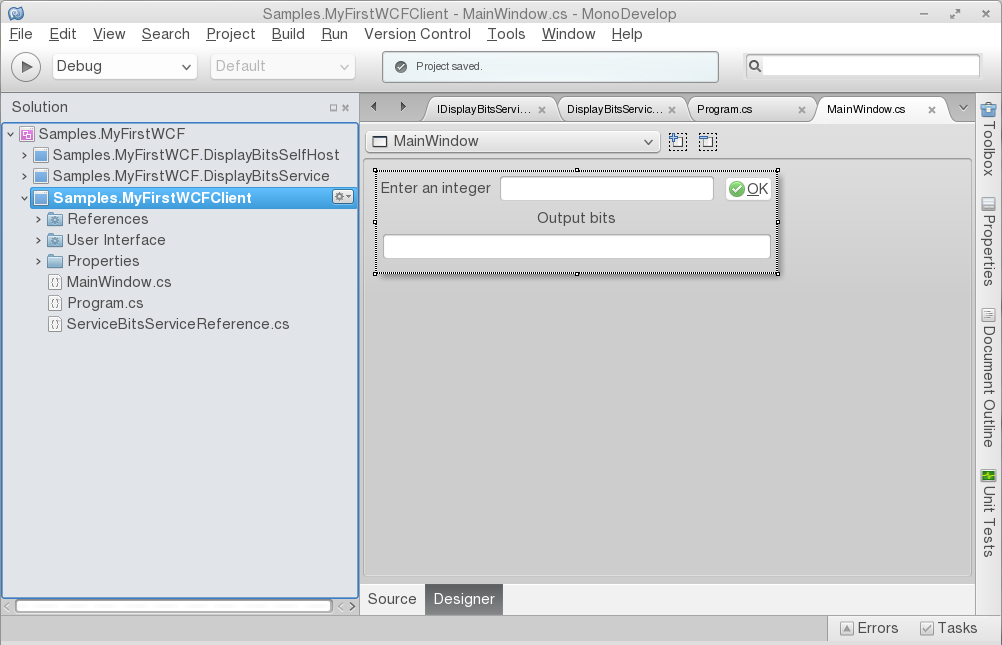 Samples.MyFirstWCFClient - MainWindow.cs - MonoDevelop
File Edit View Search Project Build Run Version Control Tools Window Help
Debug Default Project saved.
Solution
Samples.MyFirstWCF
Samples.MyFirstWCF.DisplayBitsSelfHost
Samples.MyFirstWCF.DisplayBitsService
Samples.MyFirstWCFClient
References
User Interface
Properties
MainWindow.cs
Program.cs
ServiceBitsServiceReference.cs
IDisplayBitsServi... DisplayBitsServic... Program.cs MainWindow.cs
MainWindow
Enter an integer OK
Output bits
Source Designer
Toolbox
Properties
Document Outline
Unit Tests
Errors Tasks